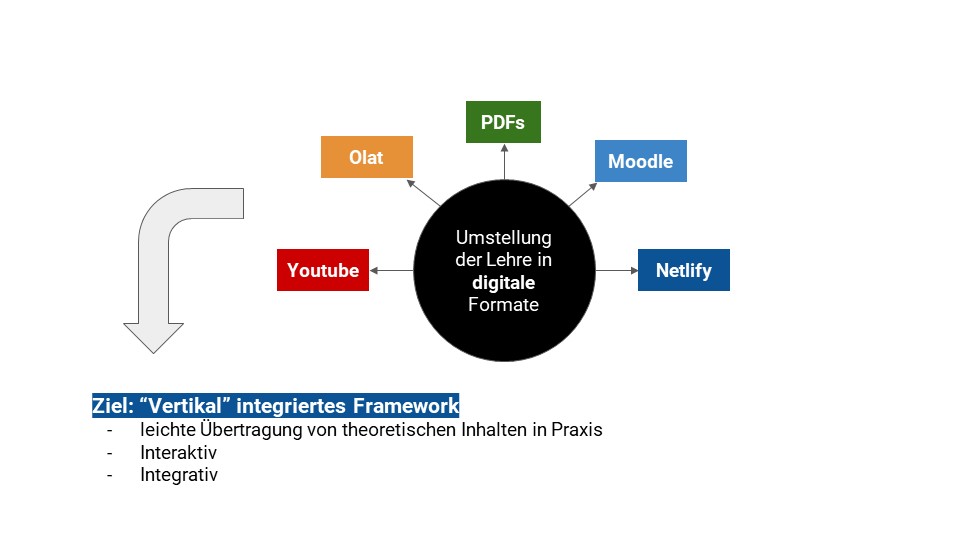 PDFs
Olat
Moodle
Youtube
Umstellung
der Lehre in
digitale
Formate
Netlify
Ziel: “Vertikal” integriertes Framework
- leichte Übertragung von theoretischen Inhalten in Praxis
- Interaktiv
- Integrativ